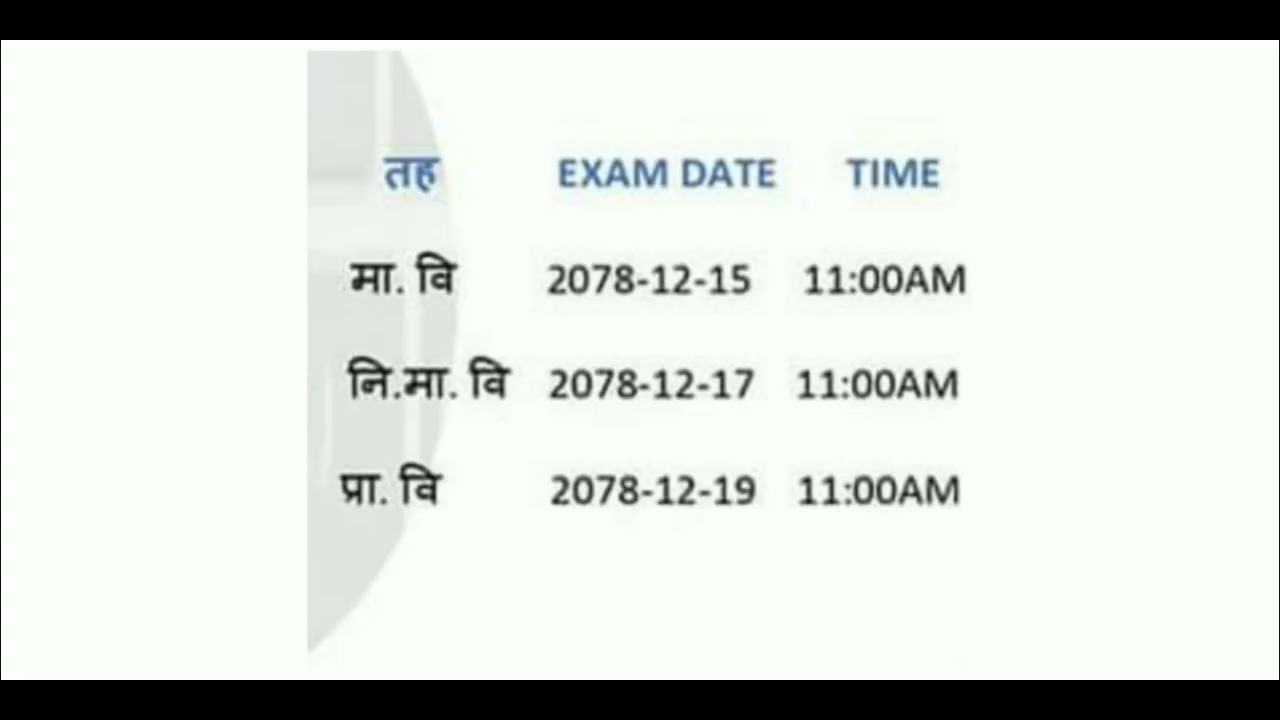 तह EXAM DATE TIME
मा. वि 2078-12-15 11:00AM
नि.मा. वि 2078-12-17 11:00AM
प्रा. वि 2078-12-19 11:00AM